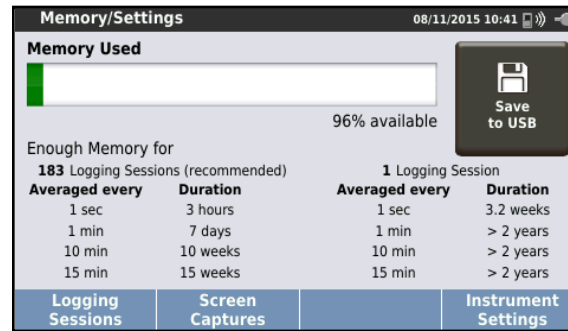 Memory/Settings 08/11/2015 10:41
Memory Used
Save
to USB
96% available
Enough Memory for
183 Logging Sessions (recommended) 1 Logging Session
Averaged every Duration Averaged every Duration
1 sec 3 hours 1 sec 3.2 weeks
1 min 7 days 1 min > 2 years
10 min 10 weeks 10 min > 2 years
15 min 15 weeks 15 min > 2 years
Logging Screen Instrument
Sessions Captures Settings